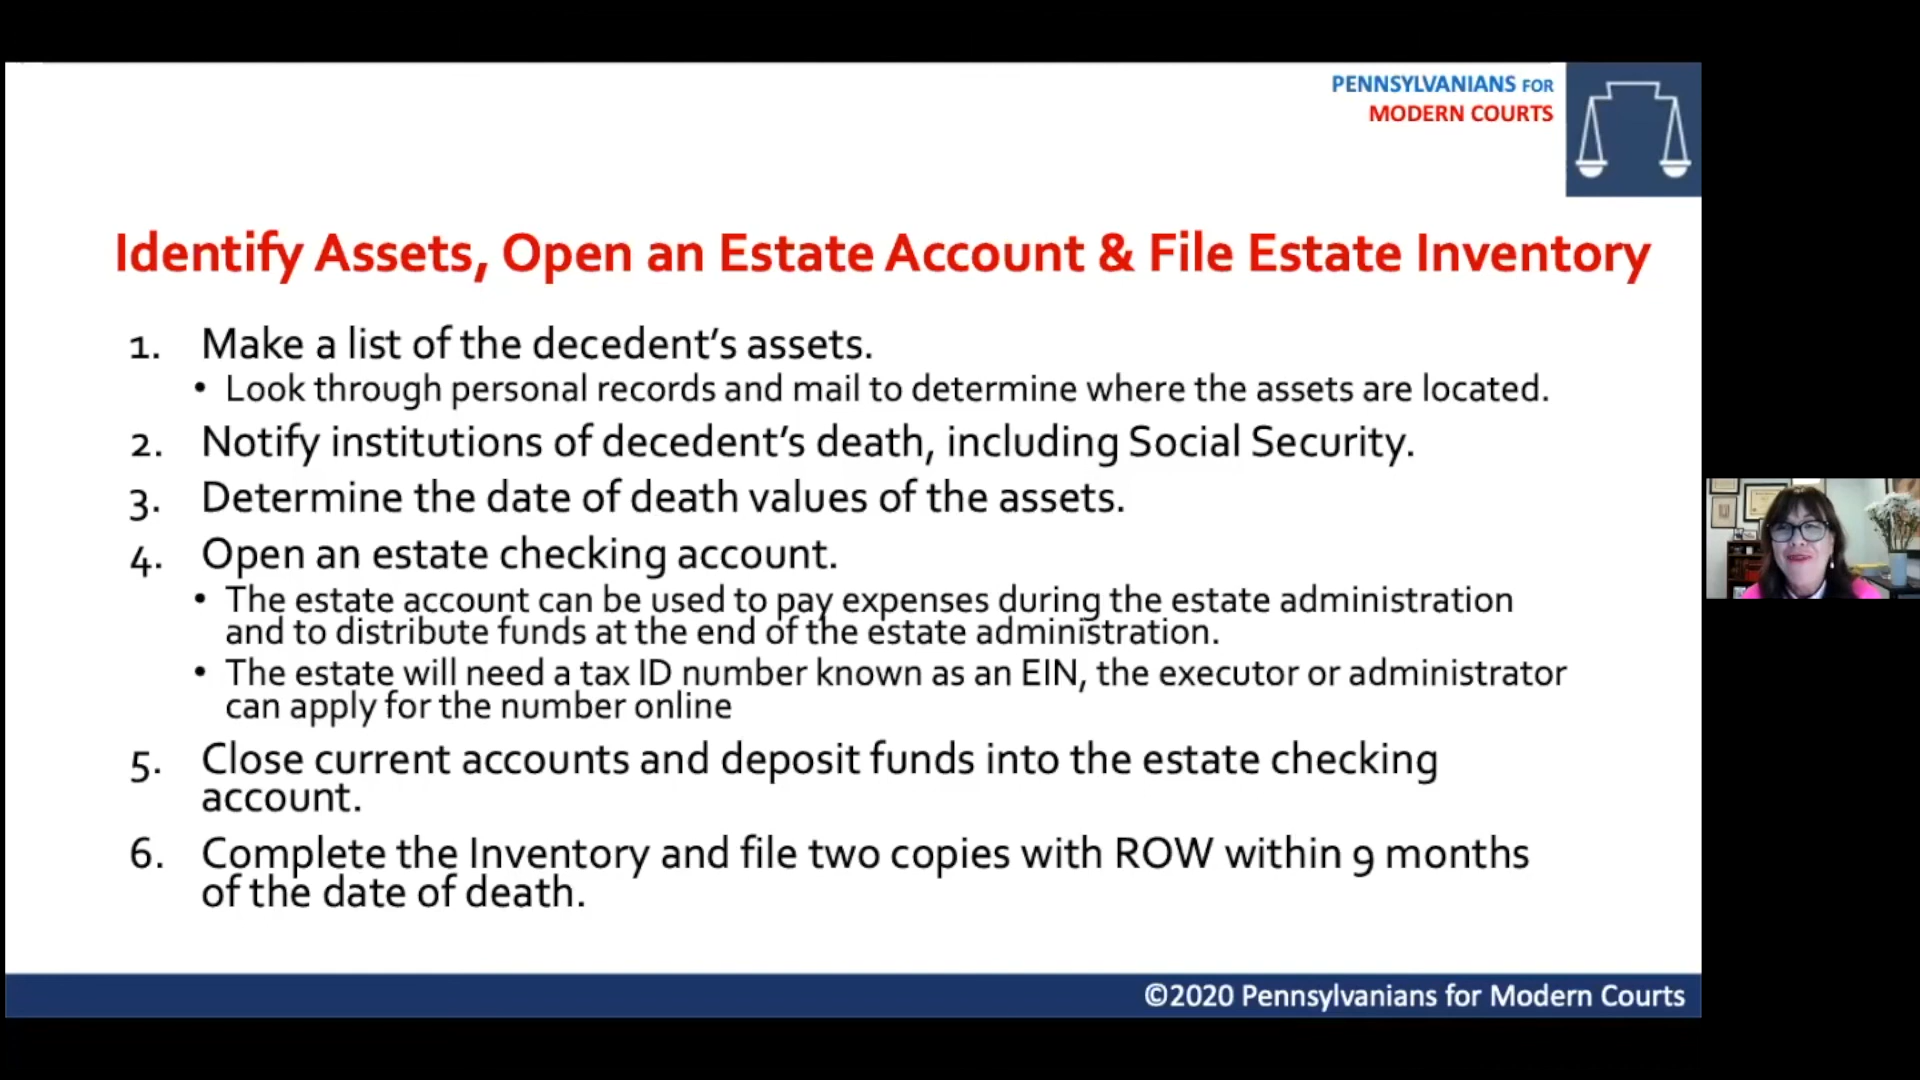 PENNSYLVANIANS FOR
MODERN COURTS
Identify Assets, Open an Estate Account & File Estate Inventory
1. Make a list of the decedent's assets.
• Look through personal records and mail to determine where the assets are located.
2. Notify institutions of decedent's death, including Social Security.
3. Determine the date of death values of the assets.
4. Open an estate checking account.
• The estate account can be used to pay expenses during the estate administration
and to distribute funds at the end of the estate administration.
• The estate will need a tax ID number known as an EIN, the executor or administrator
can apply for the number online
5. Close current accounts and deposit funds into the estate checking
account.
6. Complete the Inventory and file two copies with ROW within 9 months
of the date of death.
©2020 Pennsylvanians for Modern Courts